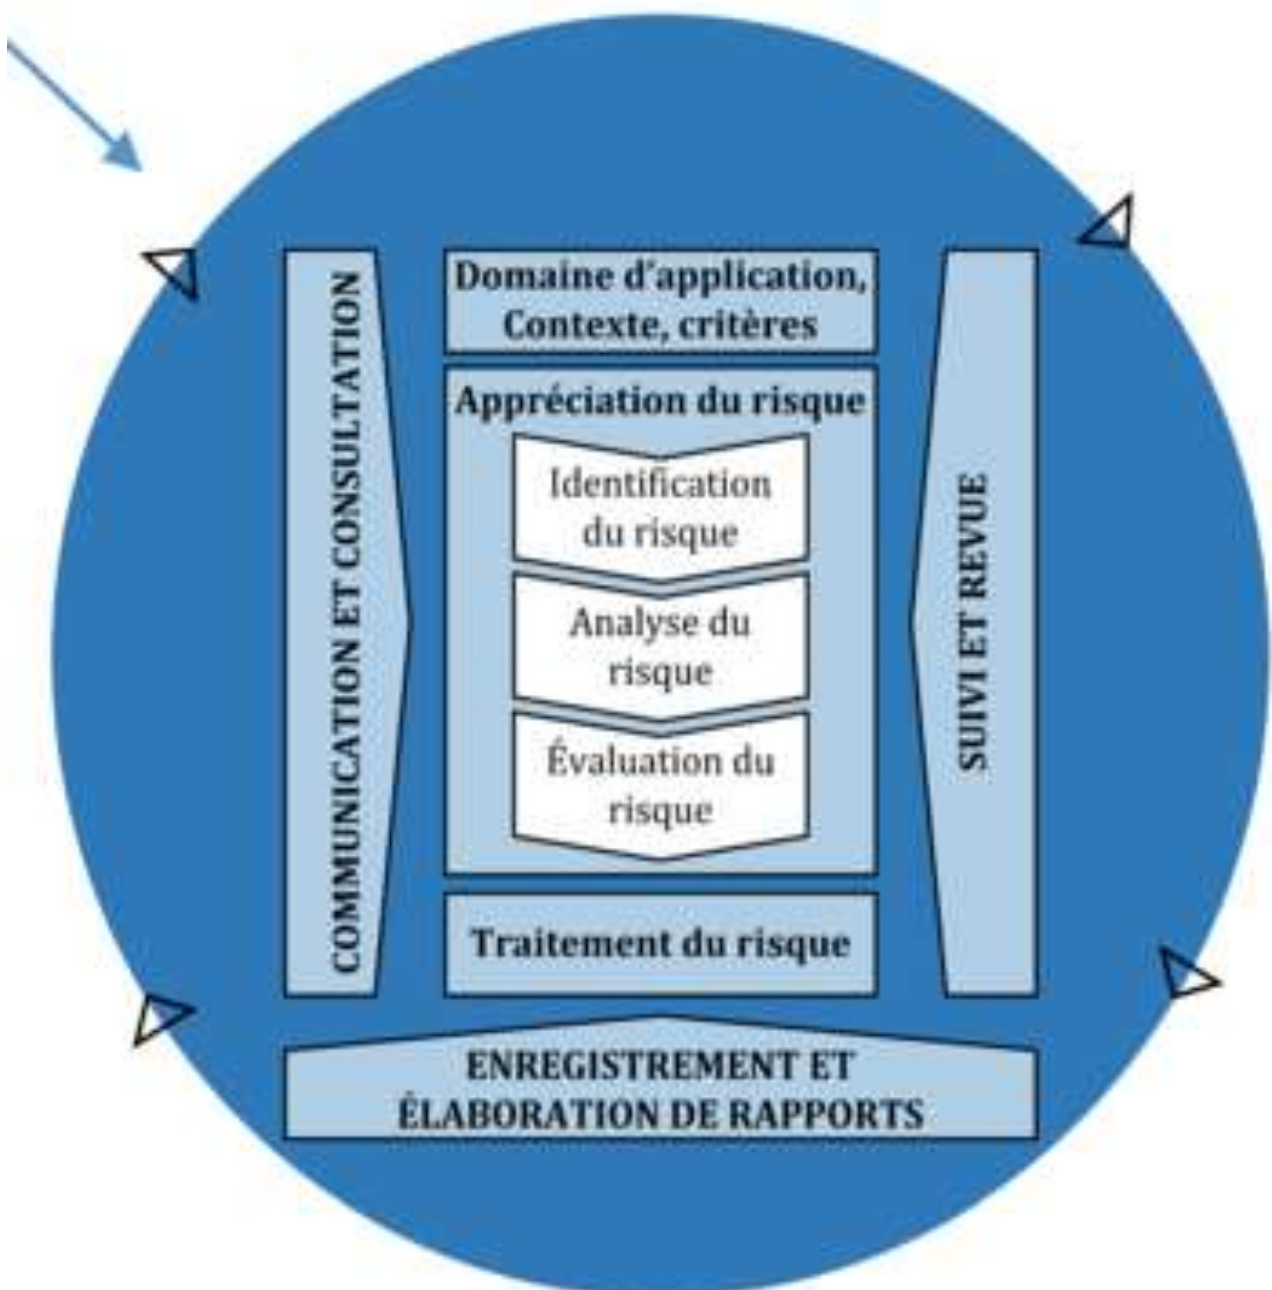 COMMUNICATION ET CONSULTATION
Domaine d'application,
Contexte, critères
Appréciation du risque
Identification
du risque
Analyse du
risque
Évaluation du
risque
Traitement du risque
SUIVI ET REVUE
ENREGISTREMENT ET
ÉLABORATION DE RAPPORTS